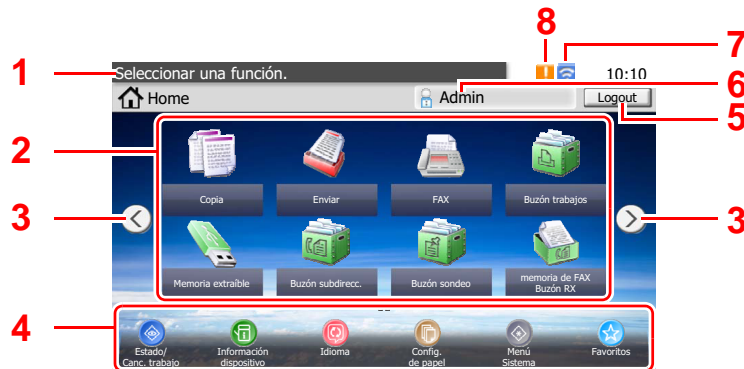 8
7
1
Seleccionar una función.
10:10
6
Home
Admin
Logout
5
2
Copia
Enviar
FAX
Buzón trabajos
3
3
Memoria extraíble
Buzón subdirecc.
Buzón sondeo
memoria de FAX
Buzón RX
4
Estado/
Canc. trabajo
Información
dispositivo
Idioma
Config.
de papel
Menú
Sistema
Favoritos